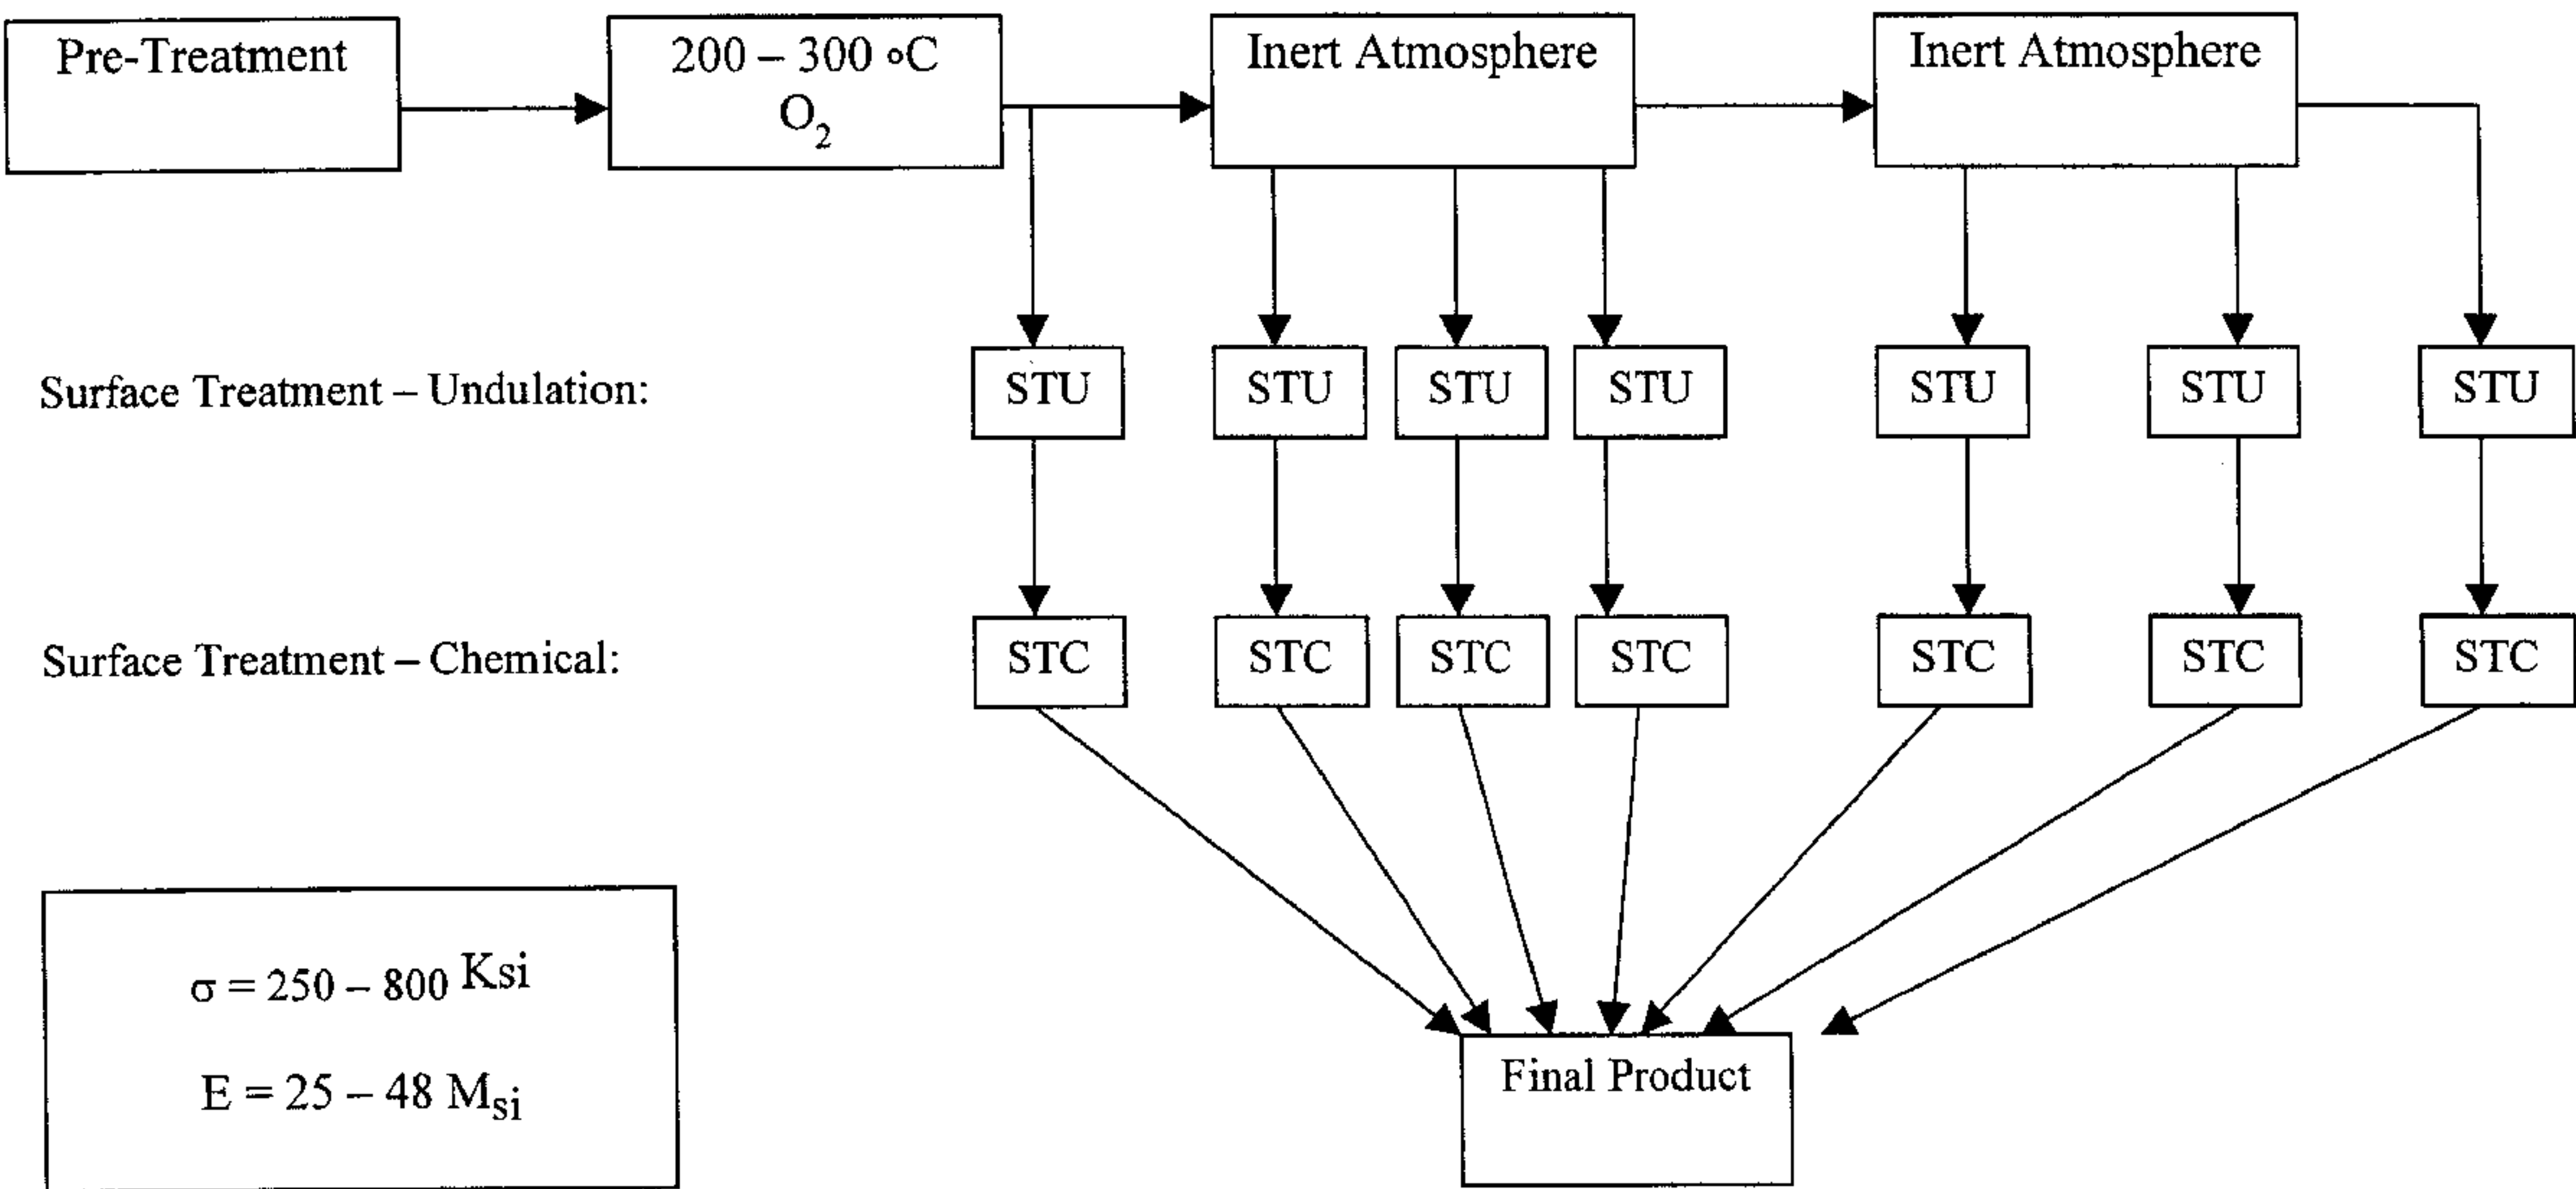 Pre-Treatment
200 – 300 ∘C
O₂
Inert Atmosphere
Inert Atmosphere
Surface Treatment – Undulation:
STU
STU
STU
STU
STU
STU
STU
Surface Treatment – Chemical:
STC
STC
STC
STC
STC
STC
STC
σ = 250 – 800 Ksi
E = 25 – 48 Msi
Final Product